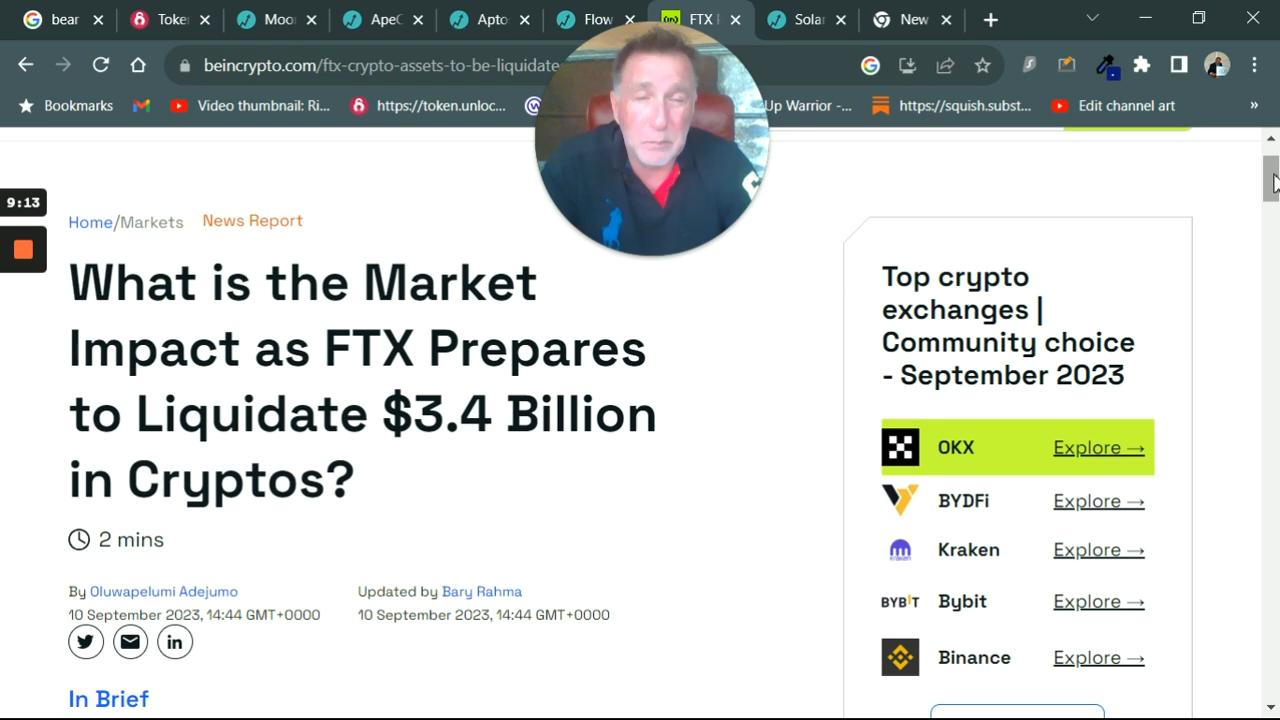 bear
Toke
Moo
ApeC
Apto
Flow
FTX
Sola
New
beincrypto.com/ftx-crypto-assets-to-be-liquidate
Bookmarks
Video thumbnail: Ri...
https://token.unloc...
Up Warrior -...
https://squish.subst...
Edit channel art
»
9:13
Home/Markets News Report
What is the Market
Impact as FTX Prepares
to Liquidate $3.4 Billion
in Cryptos?
2 mins
By Oluwapelumi Adejumo
10 September 2023, 14:44 GMT+0000
Updated by Bary Rahma
10 September 2023, 14:44 GMT+0000
In Brief
Top crypto
exchanges |
Community choice
- September 2023
OKX Explore →
BYDFi Explore →
Kraken Explore →
BYBIT Bybit Explore →
Binance Explore →